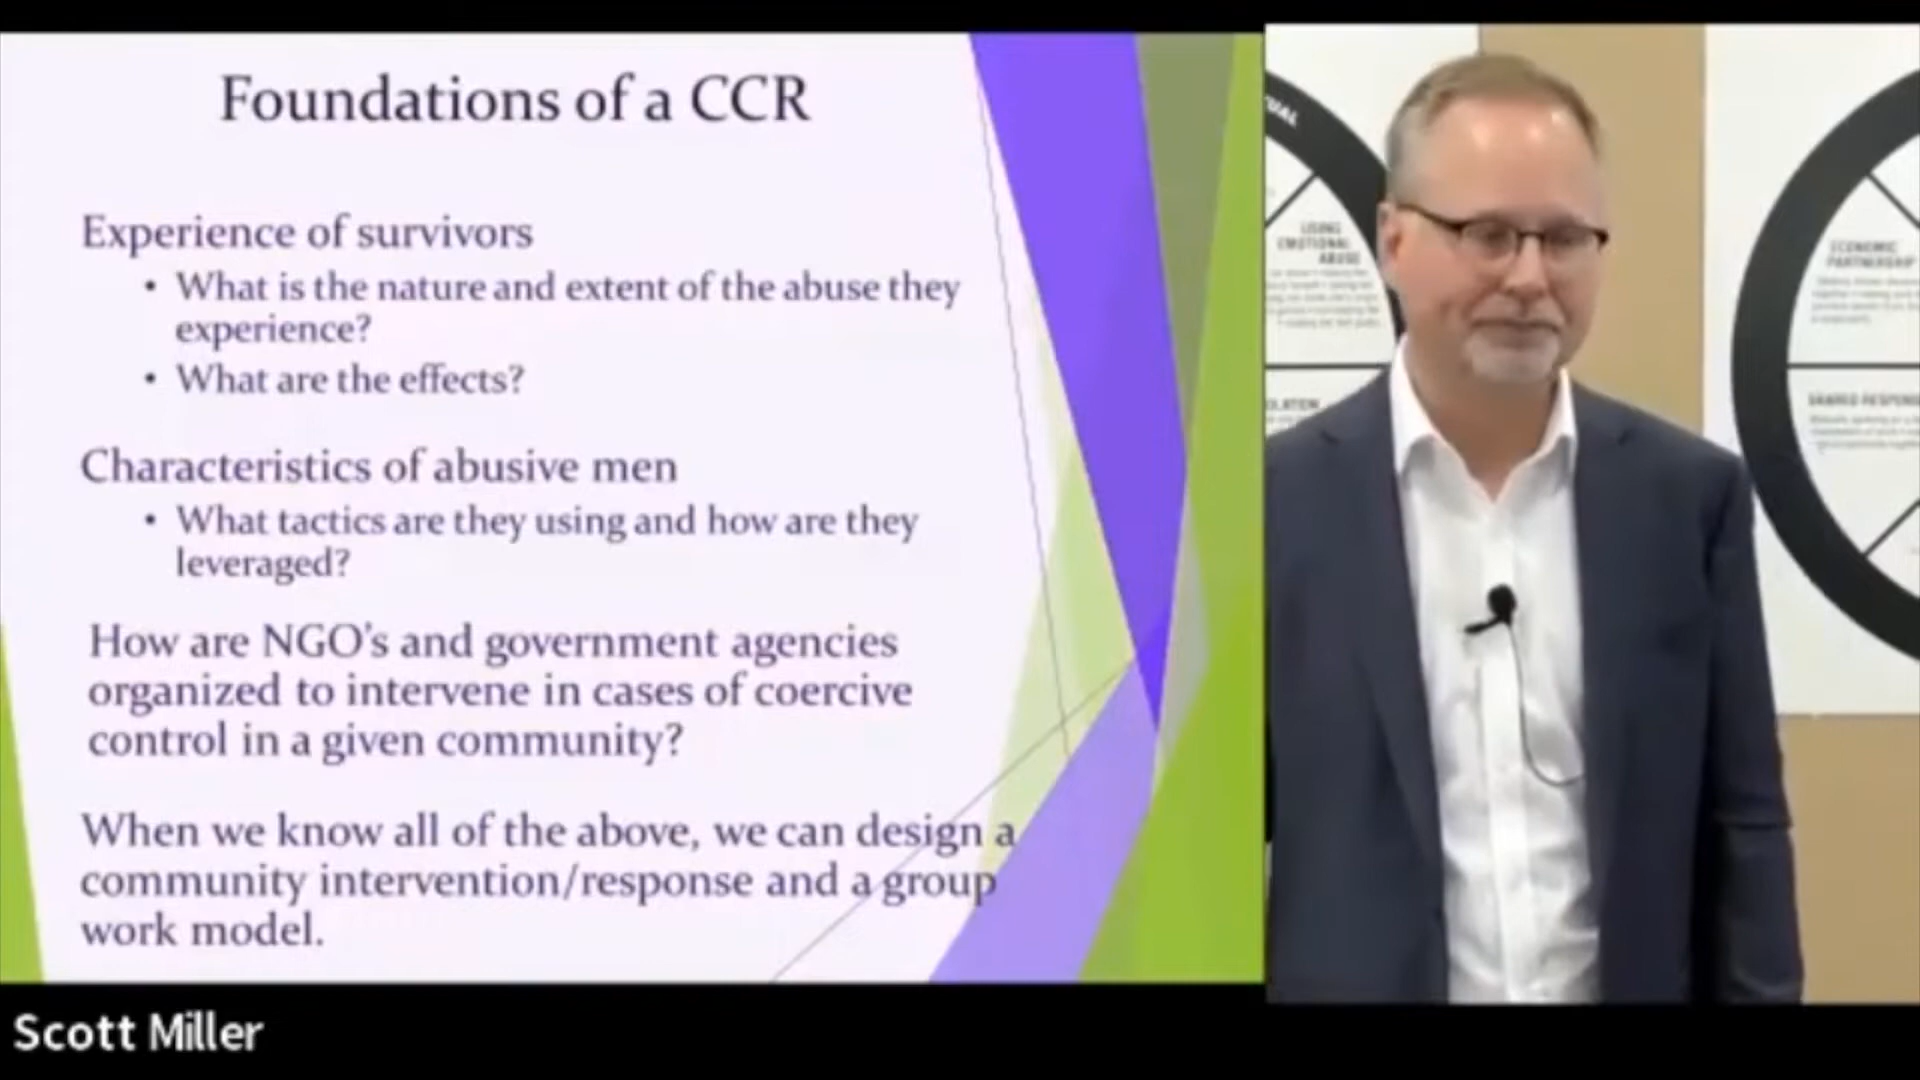 Foundations of a CCR
Experience of survivors
• What is the nature and extent of the abuse they
experience?
• What are the effects?
Characteristics of abusive men
• What tactics are they using and how are they
leveraged?
How are NGO's and government agencies
organized to intervene in cases of coercive
control in a given community?
When we know all of the above, we can design a
community intervention/response and a group
work model.
Scott Miller
USING
EMOTIONAL
ABUSE
ECONOMIC
PARTNERSHIP